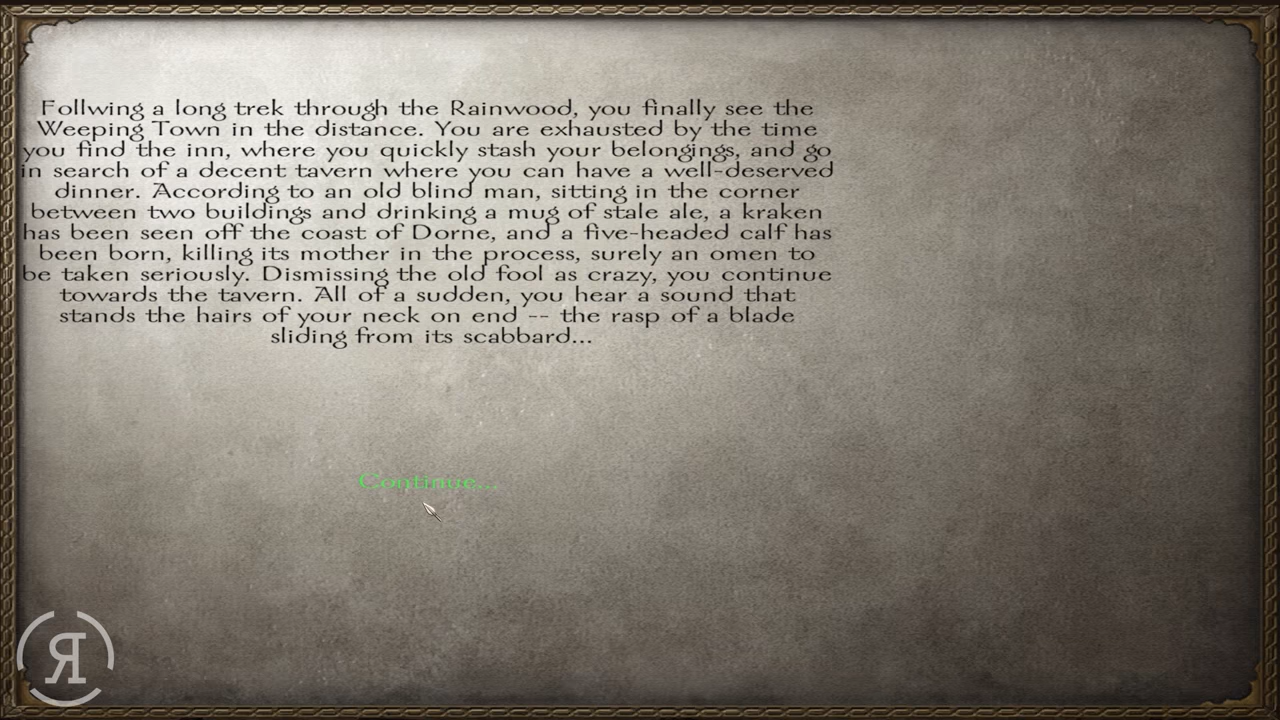 Follwing a long trek through the Rainwood, you finally see the
Weeping Town in the distance. You are exhausted by the time
you find the inn, where you quickly stash your belongings, and go
in search of a decent tavern where you can have a well-deserved
dinner. According to an old blind man, sitting in the corner
between two buildings and drinking a mug of stale ale, a kraken
has been seen off the coast of Dorne, and a five-headed calf has
been born, killing its mother in the process, surely an omen to
be taken seriously. Dismissing the old fool as crazy, you continue
towards the tavern. All of a sudden, you hear a sound that
stands the hairs of your neck on end -- the rasp of a blade
sliding from its scabbard...
Continue...
Я